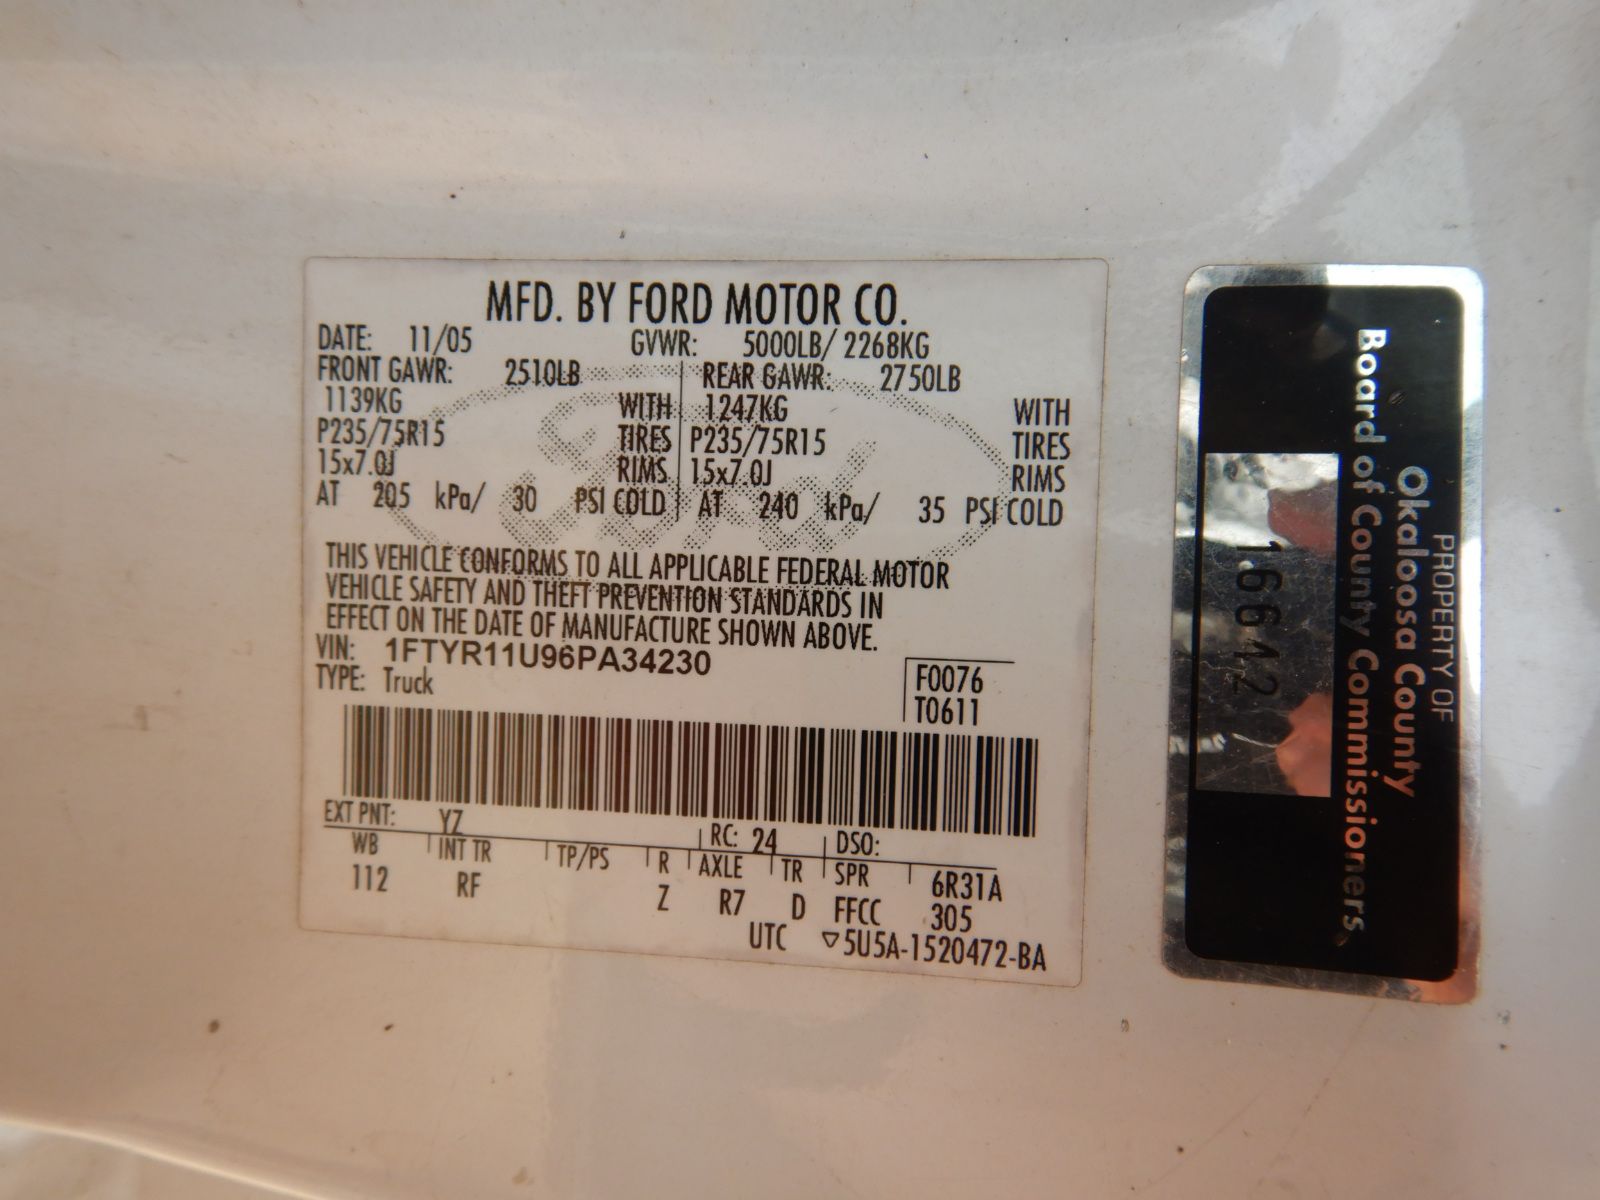 MFD. BY FORD MOTOR CO.
DATE: 11/05 GVWR: 5000LB/ 2268KG
FRONT GAWR: 2510LB REAR GAWR: 2750LB
1139KG WITH 1247KG WITH
P235/75R15 TIRES P235/75R15 TIRES
15x7.0J RIMS 15x7.0J RIMS
AT 205 kPa/ 30 PSI COLD AT 240 kPa/ 35 PSI COLD
Ford
THIS VEHICLE CONFORMS TO ALL APPLICABLE FEDERAL MOTOR
VEHICLE SAFETY AND THEFT PREVENTION STANDARDS IN
EFFECT ON THE DATE OF MANUFACTURE SHOWN ABOVE.
VIN: 1FTYR11U96PA34230
TYPE: Truck
F0076
T0611
EXT PNT: YZ RC: 24 DSO:
WB INT TR TP/PS R AXLE TR SPR 6R31A
112 RF Z R7 D FFCC 305
UTC ▽5U5A-1520472-BA
PROPERTY OF
Okaloosa County
Board of County Commissioners
16612